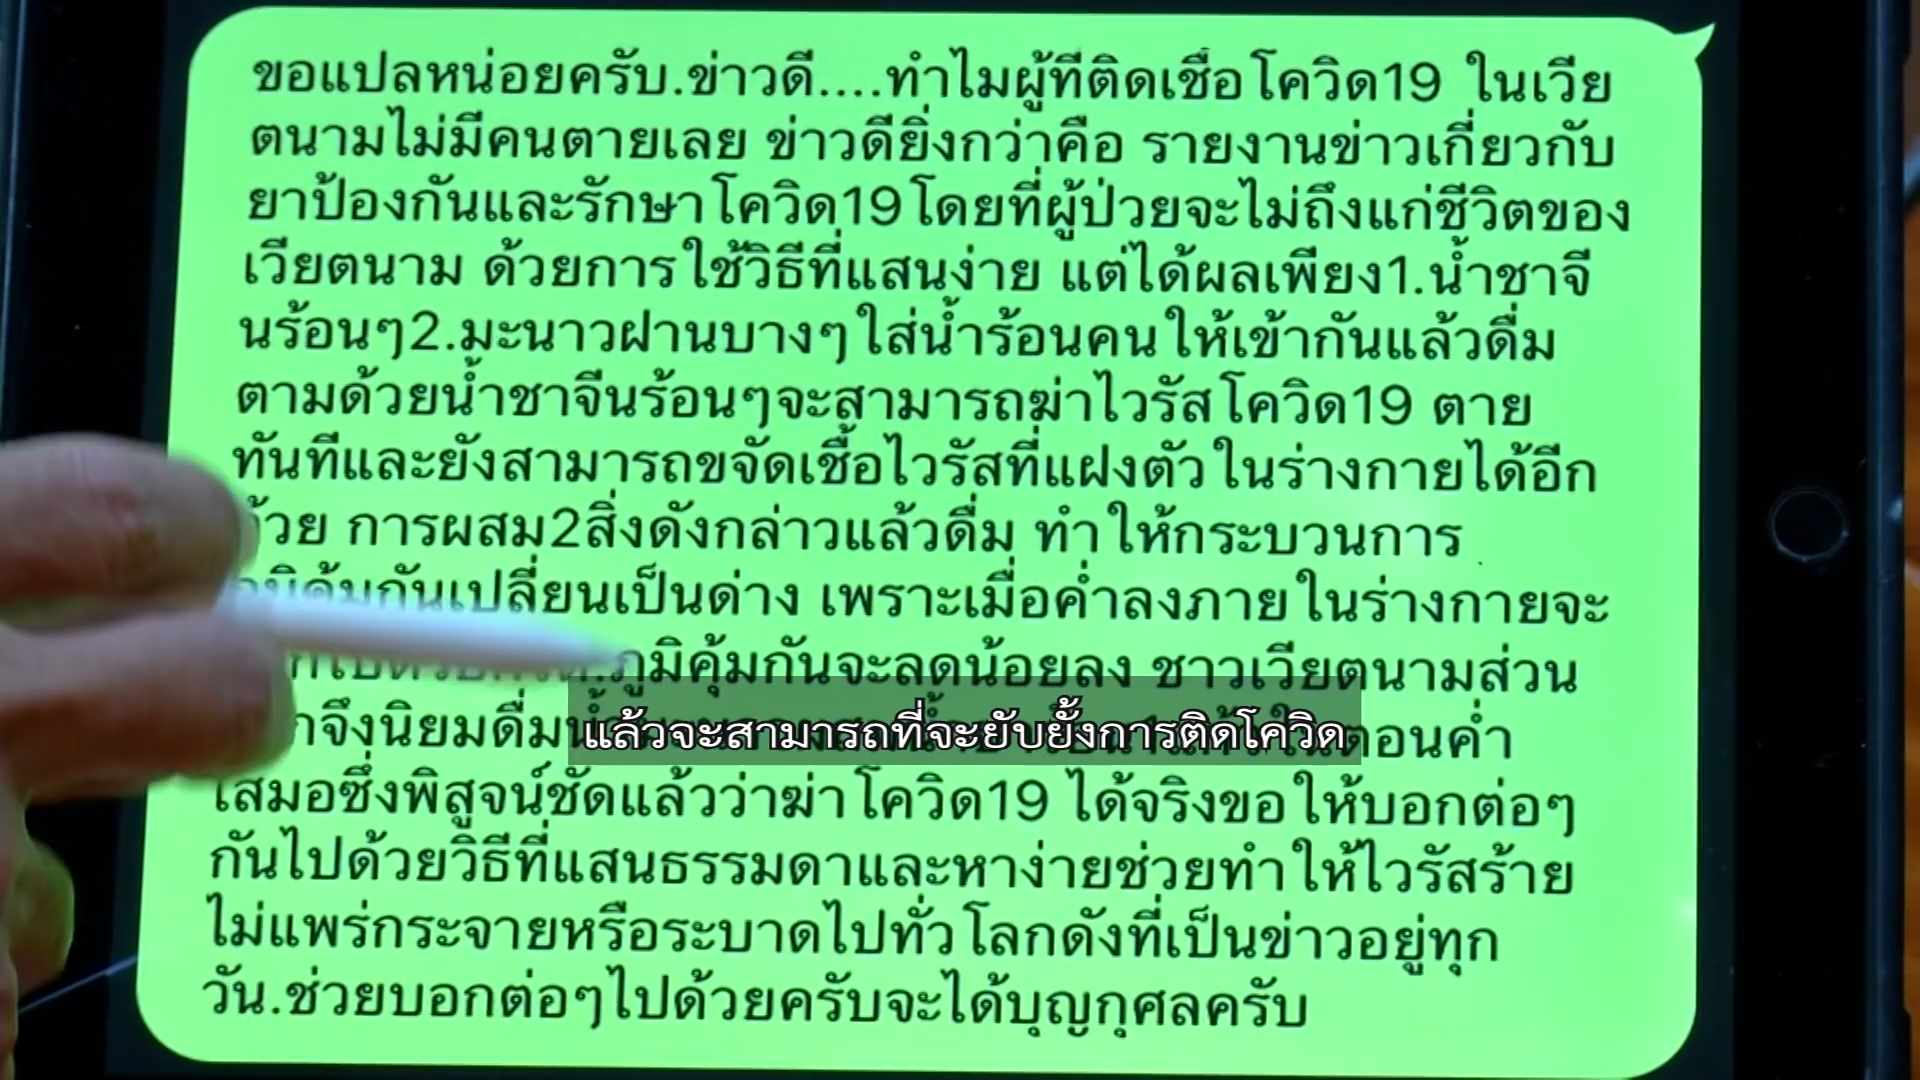 ขอแปลหน่อยครับ.ข่าวดี....ทำไมผู้ที่ติดเชื้อโควิด19 ในเวีย
ตนามไม่มีคนตายเลย ข่าวดียิ่งกว่าคือ รายงานข่าวเกี่ยวกับ
ยาป้องกันและรักษาโควิด19โดยที่ผู้ป่วยจะไม่ถึงแก่ชีวิตของ
เวียตนาม ด้วยการใช้วิธีที่แสนง่าย แต่ได้ผลเพียง1.น้ำชาจี
นร้อนๆ2.มะนาวฝานบางๆใส่น้ำร้อนคนให้เข้ากันแล้วดื่ม
ตามด้วยน้ำชาจีนร้อนๆจะสามารถฆ่าไวรัสโควิด19 ตาย
ทันทีและยังสามารถขจัดเชื้อไวรัสที่แฝงตัวในร่างกายได้อีก
ด้วย การผสม2สิ่งดังกล่าวแล้วดื่ม ทำให้กระบวนการ
ภูมิคุ้มกันเปลี่ยนเป็นด่าง เพราะเมื่อค่ำลงภายในร่างกายจะ
ภูมิคุ้มกันจะลดน้อยลง ชาวเวียตนามส่วน
จึงนิยมดื่ม ตอนค่ำ
แล้วจะสามารถที่จะยับยั้งการติดโควิด
เสมอซึ่งพิสูจน์ชัดแล้วว่าฆ่าโควิด19 ได้จริงขอให้บอกต่อๆ
กันไปด้วยวิธีที่แสนธรรมดาและหาง่ายช่วยทำให้ไวรัสร้าย
ไม่แพร่กระจายหรือระบาดไปทั่วโลกดังที่เป็นข่าวอยู่ทุก
วัน.ช่วยบอกต่อๆไปด้วยครับจะได้บุญกุศลครับ